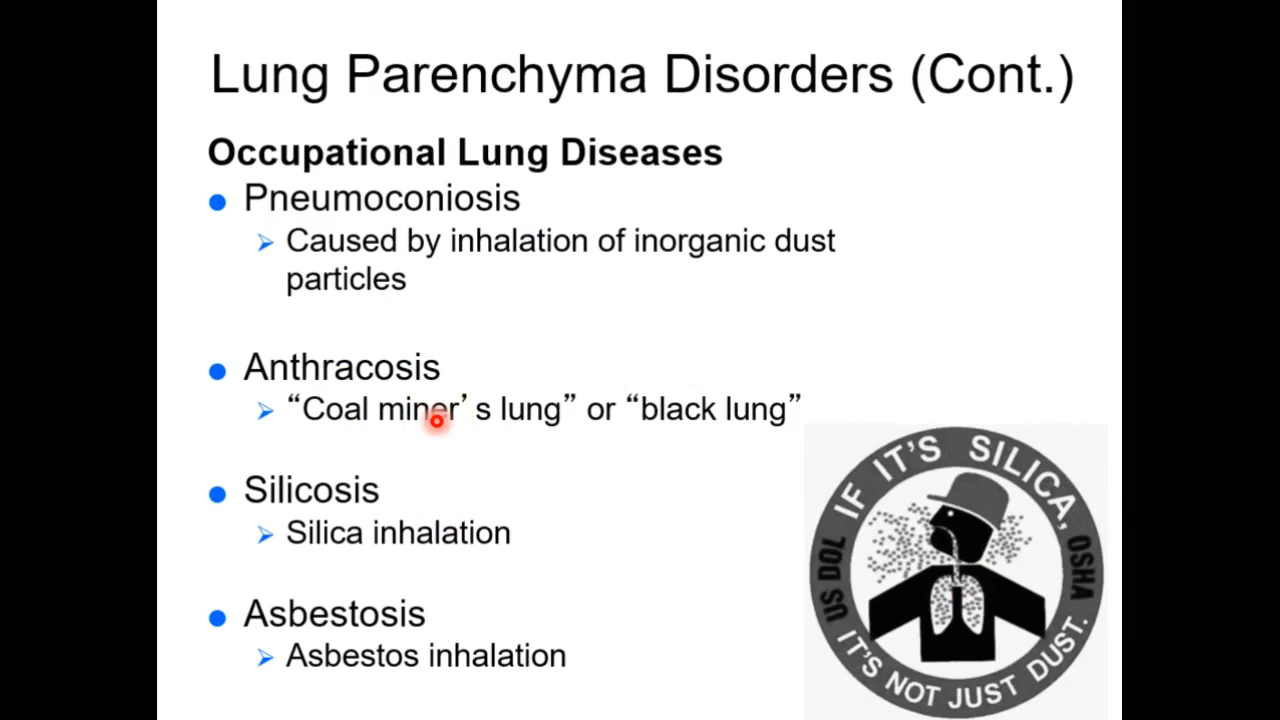 Lung Parenchyma Disorders (Cont.)
Occupational Lung Diseases
Pneumoconiosis
Caused by inhalation of inorganic dust
particles
Anthracosis
“Coal miner’s lung” or “black lung”
Silicosis
Silica inhalation
Asbestosis
Asbestos inhalation
IF IT'S SILICA,
IT'S NOT JUST DUST.
US DOL
OSHA